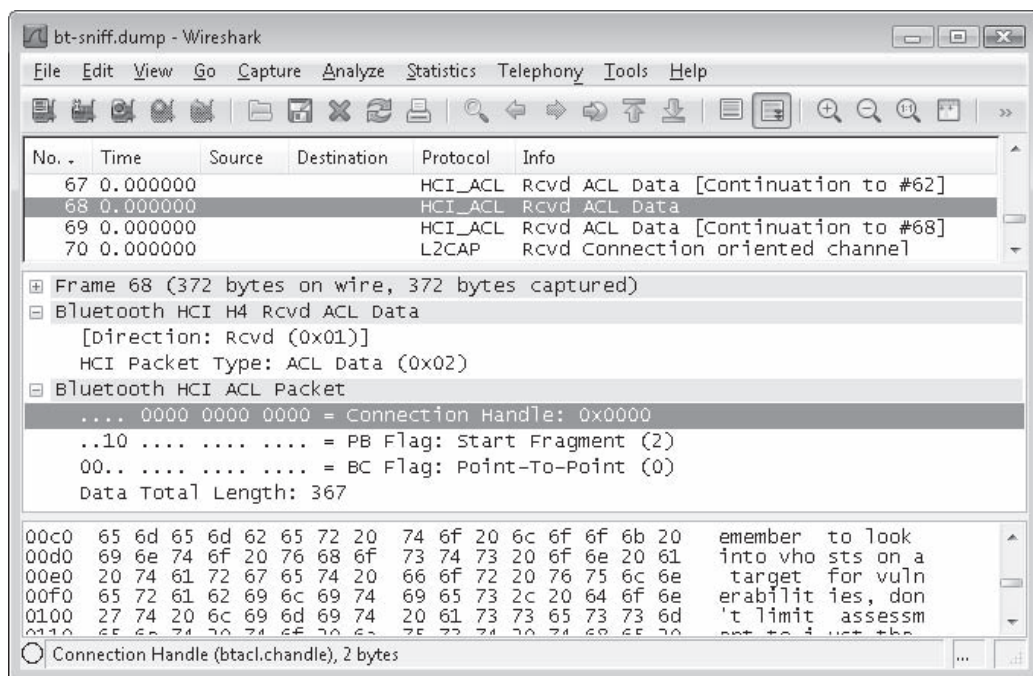 bt-sniff.dump - Wireshark
File Edit View Go Capture Analyze Statistics Telephony Tools Help
No. Time Source Destination Protocol Info
67 0.000000 HCI_ACL Rcvd ACL Data [Continuation to #62]
68 0.000000 HCI_ACL Rcvd ACL Data
69 0.000000 HCI_ACL Rcvd ACL Data [Continuation to #68]
70 0.000000 L2CAP Rcvd Connection oriented channel
Frame 68 (372 bytes on wire, 372 bytes captured)
Bluetooth HCI H4 Rcvd ACL Data
[Direction: Rcvd (0x01)]
HCI Packet Type: ACL Data (0x02)
Bluetooth HCI ACL Packet
.... 0000 0000 0000 = Connection Handle: 0x0000
..10 .... .... .... = PB Flag: Start Fragment (2)
00.. .... .... .... = BC Flag: Point-To-Point (0)
Data Total Length: 367
00c0 65 6d 65 6d 62 65 72 20 74 6f 20 6c 6f 6f 6b 20 emember to look
00d0 69 6e 74 6f 20 76 68 6f 73 74 73 20 6f 6e 20 61 into vho sts on a
00e0 20 74 61 72 67 65 74 20 66 6f 72 20 76 75 6c 6e target for vuln
00f0 65 72 61 62 69 6c 69 74 69 65 73 2c 20 64 6f 6e erabilit ies, don
0100 27 74 20 6c 69 6d 69 74 20 61 73 73 65 73 73 6d 't limit assessm
Connection Handle (btacl.chandle), 2 bytes